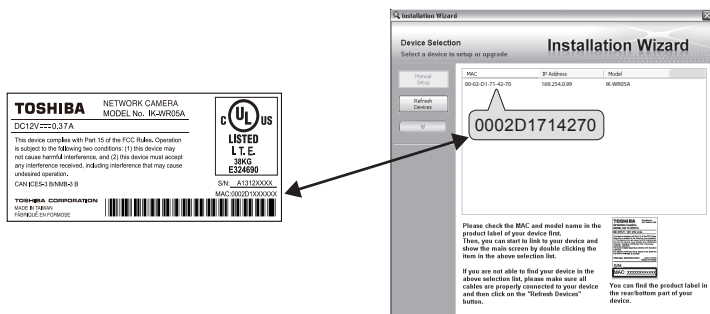 TOSHIBA
NETWORK CAMERA
MODEL No. IK-WR05A
DC12V⎓0.37A
This device complies with Part 15 of the FCC Rules. Operation
is subject to the following two conditions: (1) this device may
not cause harmful interference, and (2) this device must accept
any interference received, including interference that may cause
undesired operation.
CAN ICES-3 B/NMB-3 B
TOSHIBA CORPORATION
MADE IN TAIWAN
FABRIQUÉ EN FORMOSE
C UL US
LISTED
I. T. E.
38KG
E324690
S/N: A1312XXXX
MAC:0002D1XXXXXX
Installation Wizard
Device Selection
Select a device to setup or upgrade
Installation Wizard
Manual
Setup
Refresh
Devices
MAC IP Address Model
00-02-D1-71-42-70 169.254.0.99 IK-WR05A
0002D1714270
Please check the MAC and model name in the
product label of your device first.
Then, you can start to link to your device and
show the main screen by double clicking the
item in the above selection list.
If you are not able to find your device in the
above selection list, please make sure all
cables are properly connected to your device
and then click on the "Refresh Devices"
button.
TOSHIBA
MAC: XXXXXXXXXXXX
You can find the product label in
the rear/bottom part of your
device.